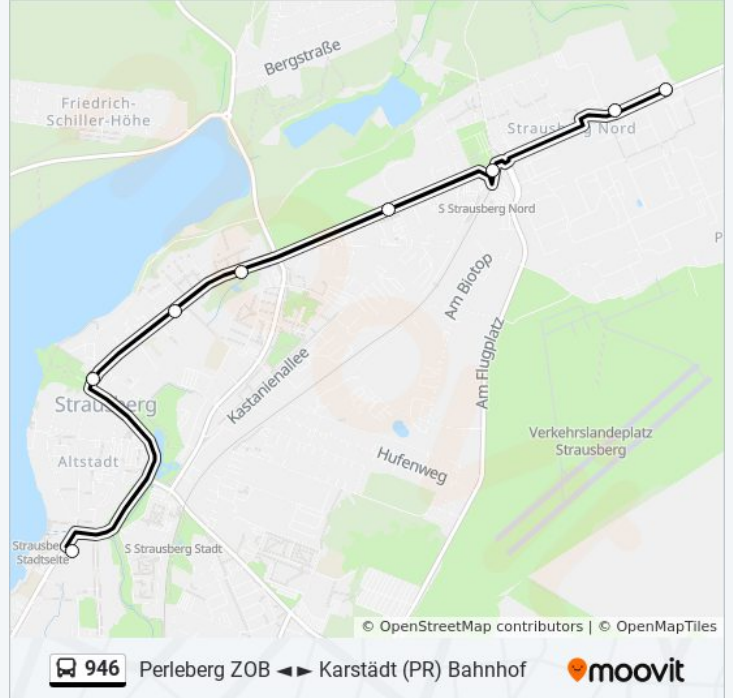 Bergstraße
Friedrich-
Schiller-Höhe
Strausberg Nord
S Strausberg Nord
P
Am Biotop
Am Flugplatz
Kastanienallee
Strausberg
Altstadt
Hufenweg
Verkehrslandeplatz
Strausberg
Strausbe
Stadtseite
S Strausberg Stadt
© OpenStreetMap contributors | © OpenMapTiles
946 Perleberg ZOB ◄ ► Karstädt (PR) Bahnhof
moovit